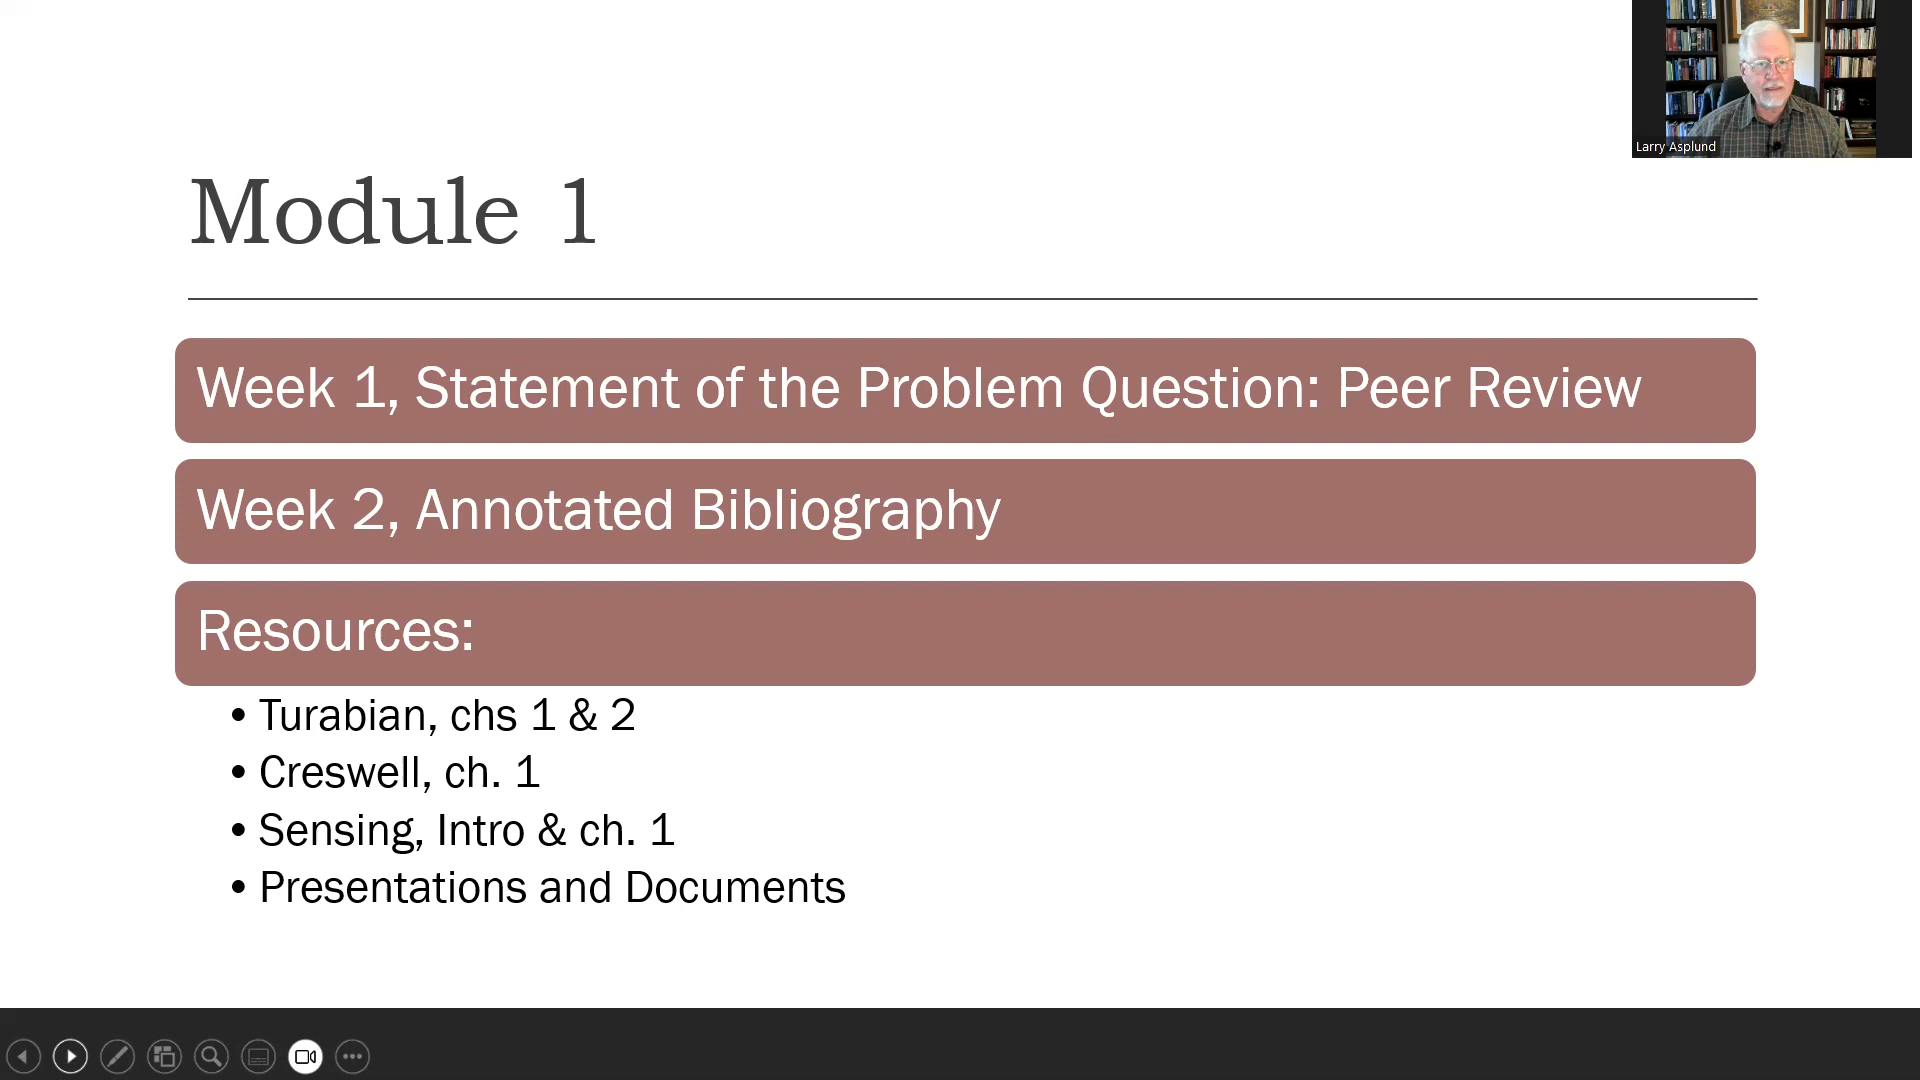 Larry Asplund
Module 1
Week 1, Statement of the Problem Question: Peer Review
Week 2, Annotated Bibliography
Resources:
• Turabian, chs 1 & 2
• Creswell, ch. 1
• Sensing, Intro & ch. 1
• Presentations and Documents